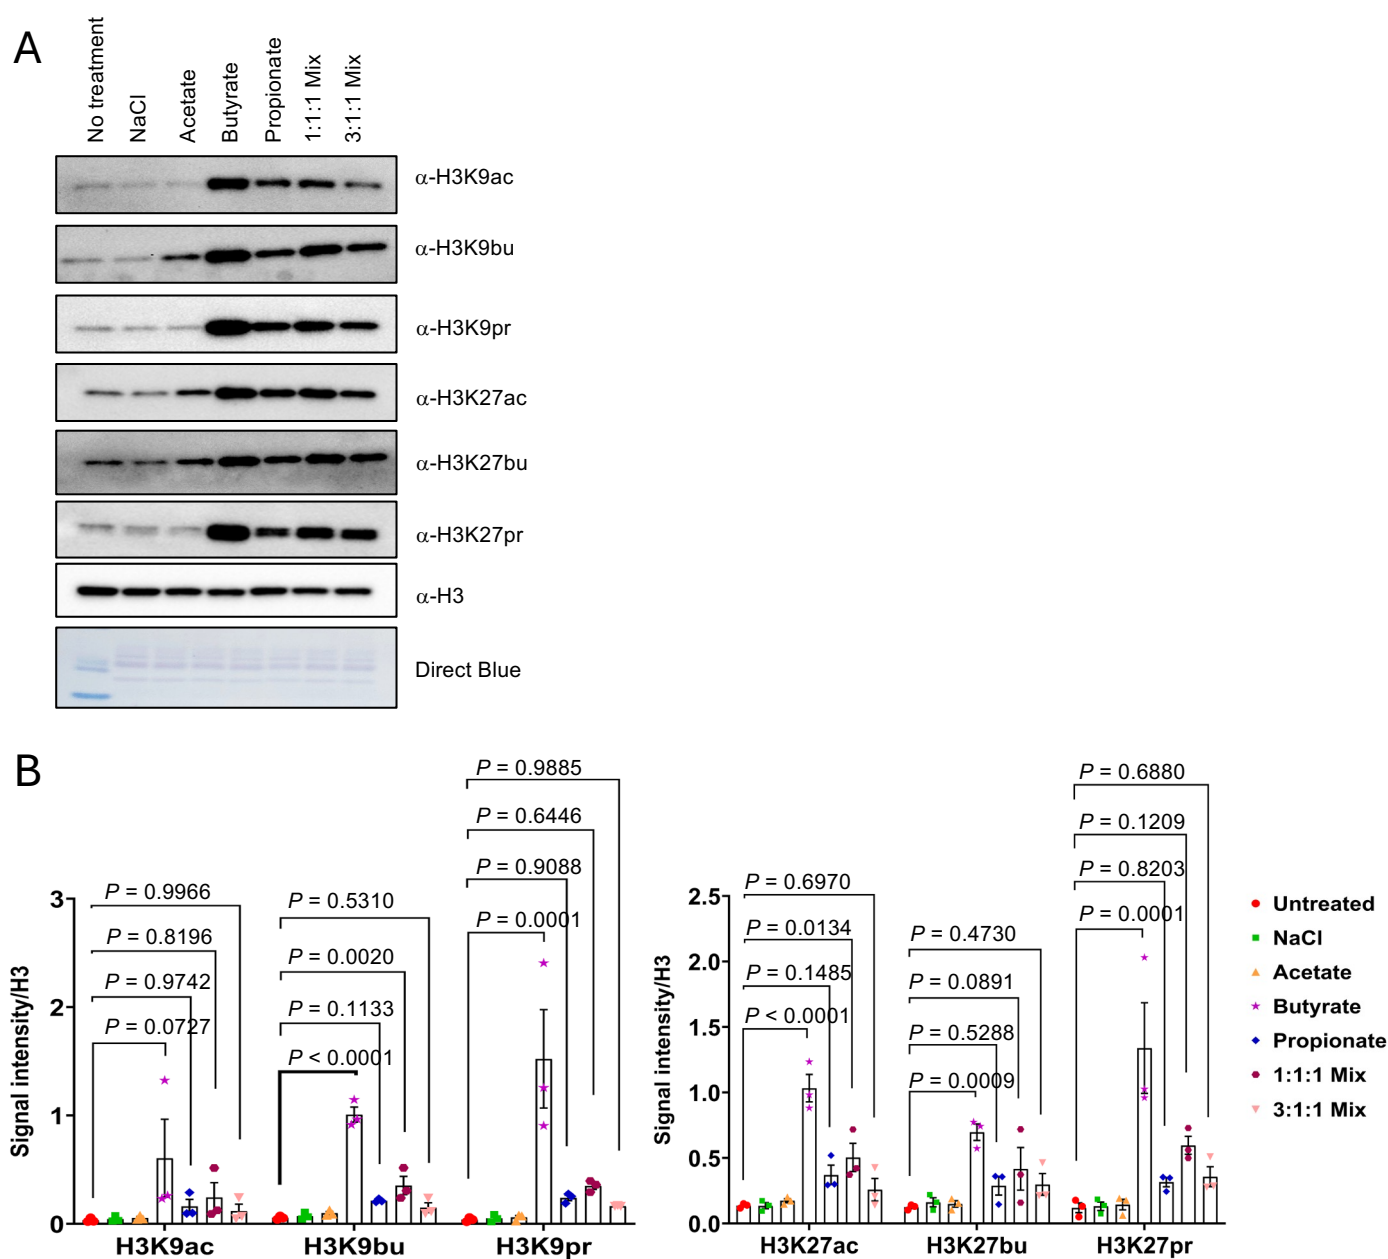 A
No treatment
NaCl
Acetate
Butyrate
Propionate
1:1:1 Mix
3:1:1 Mix
α-H3K9ac
α-H3K9bu
α-H3K9pr
α-H3K27ac
α-H3K27bu
α-H3K27pr
α-H3
Direct Blue
B
Signal intensity/H3
3
2
1
0
P = 0.9966
P = 0.8196
P = 0.9742
P = 0.0727
H3K9ac
P = 0.5310
P = 0.0020
P = 0.1133
P < 0.0001
H3K9bu
P = 0.9885
P = 0.6446
P = 0.9088
P = 0.0001
H3K9pr
Signal intensity/H3
2.5
2.0
1.5
1.0
0.5
0.0
P = 0.6970
P = 0.0134
P = 0.1485
P < 0.0001
H3K27ac
P = 0.4730
P = 0.0891
P = 0.5288
P = 0.0009
H3K27bu
P = 0.6880
P = 0.1209
P = 0.8203
P = 0.0001
H3K27pr
Untreated
NaCl
Acetate
Butyrate
Propionate
1:1:1 Mix
3:1:1 Mix